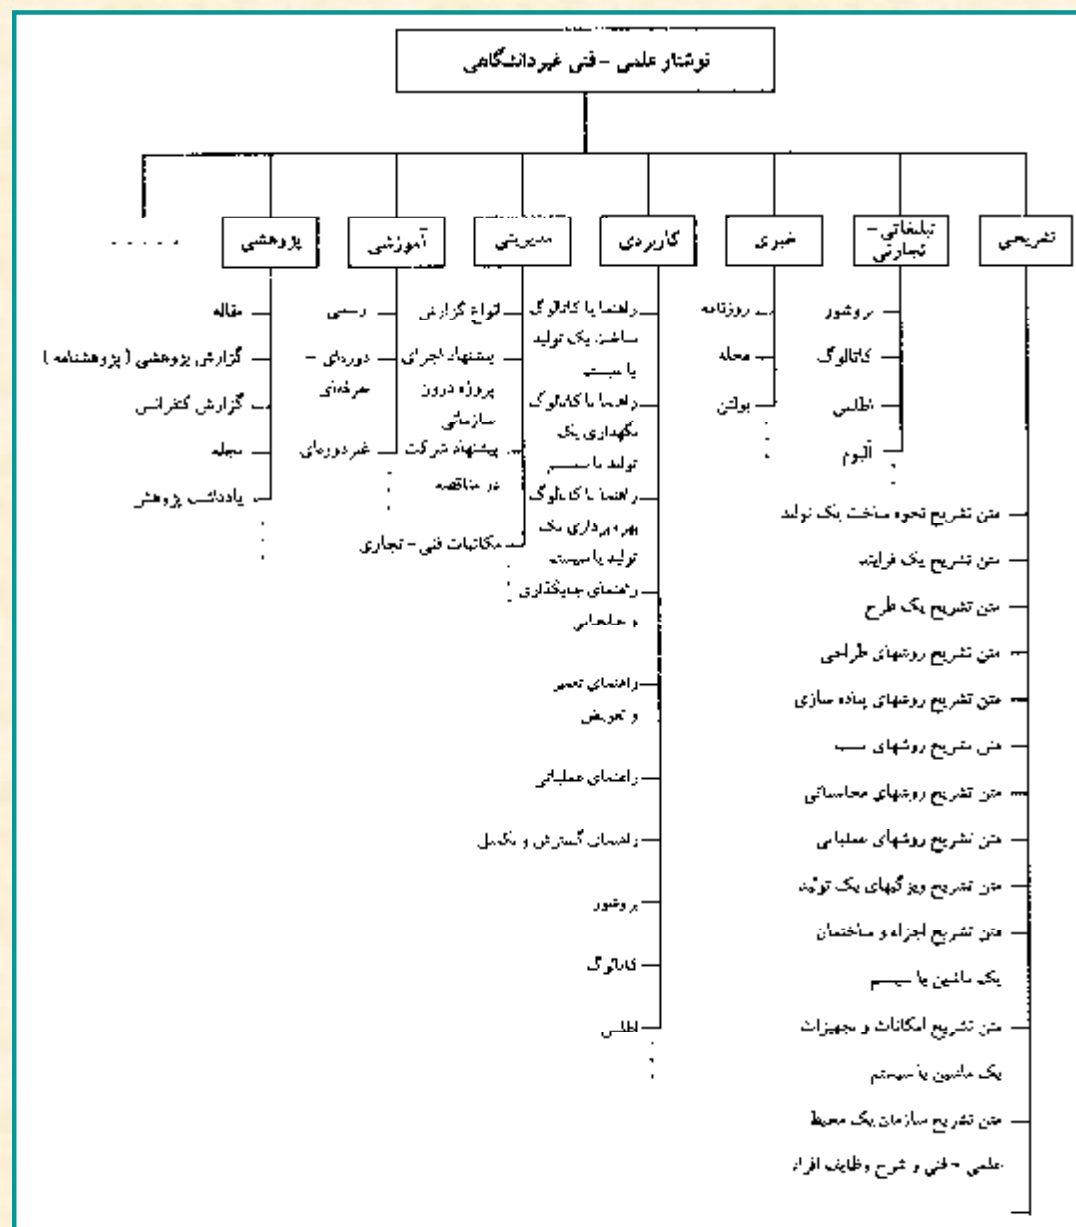 نوشتار علمی - فنی غیردانشگاهی
تشریحی
تبلیغاتی -
تجارتی
خبری
کاربردی
مدیریتی
آموزشی
پژوهشی
متن تشریح نحوه ساخت یک تولید
متن تشریح یک فرایند
متن تشریح یک طرح
متن تشریح روشهای طراحی
متن تشریح روشهای پیاده سازی
متن تشریح روشهای
متن تشریح روشهای محاسباتی
متن تشریح روشهای عملیاتی
متن تشریح ویژگیهای یک تولید
متن تشریح اجزاء و ساختمان
یک ماشین یا سیستم
متن تشریح امکانات و تجهیزات
یک ماشین یا سیستم
متن تشریح سازمان یک محیط
علمی - فنی و شرح وظایف افراد
بروشور
کاتالوگ
اطلس
آلبوم
روزنامه
مجله
بولتن
راهنما یا کاتالوگ
ساخت یک تولید
یا سیستم
راهنما یا کاتالوگ
نگهداری یک
تولید یا سیستم
راهنما یا کاتالوگ
بهره برداری یک
تولید یا سیستم
راهنمای جایگذاری
و جابجایی
راهنمای تعمیر
و تعویض
راهنمای عملیاتی
راهنمای گسترش و تکمیل
بروشور
کاتالوگ
اطلس
انواع گزارش
پیشنهاد اجرای
پروژه درون
سازمانی
پیشنهاد شرکت
در مناقصه
مکاتبات فنی - تجاری
رسمی
دوره‌ای -
حرفه‌ای
غیردوره‌ای
مقاله
گزارش پژوهشی ( پژوهشنامه )
گزارش کنفرانس
مجله
یادداشت پژوهش